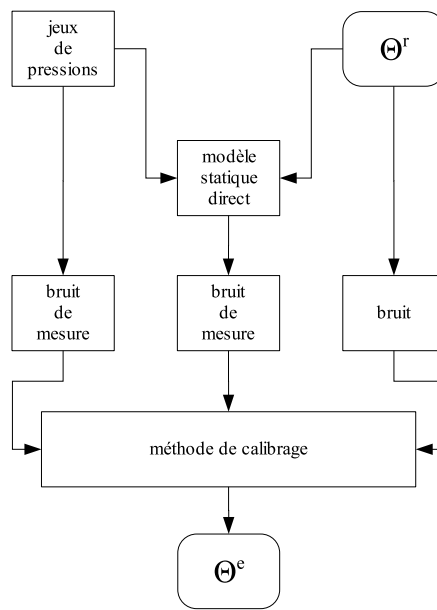 jeux
de
pressions
Θʳ
modèle
statique
direct
bruit
de
mesure
bruit
de
mesure
bruit
méthode de calibrage
Θᵉ